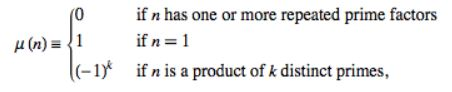 0 if n has one or more repeated prime factors
μ (n) ≡ { 1 if n = 1
(−1)^k if n is a product of k distinct primes,